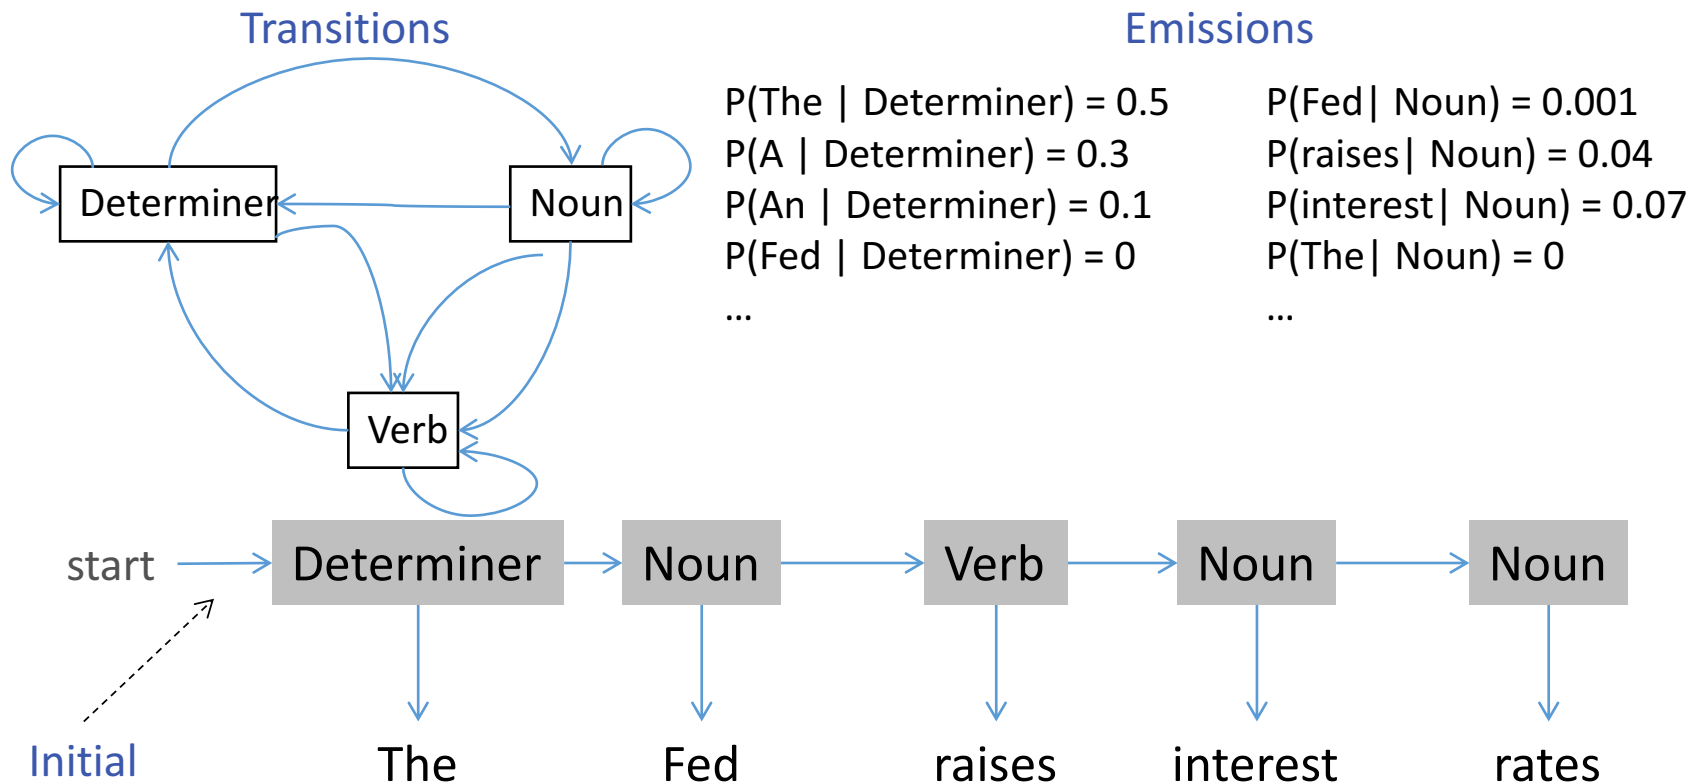 Transitions
Emissions
P(The | Determiner) = 0.5
P(A | Determiner) = 0.3
P(An | Determiner) = 0.1
P(Fed | Determiner) = 0
...
P(Fed| Noun) = 0.001
P(raises| Noun) = 0.04
P(interest| Noun) = 0.07
P(The| Noun) = 0
...
Determiner
Noun
Verb
start
Determiner
Noun
Verb
Noun
Noun
Initial
The
Fed
raises
interest
rates